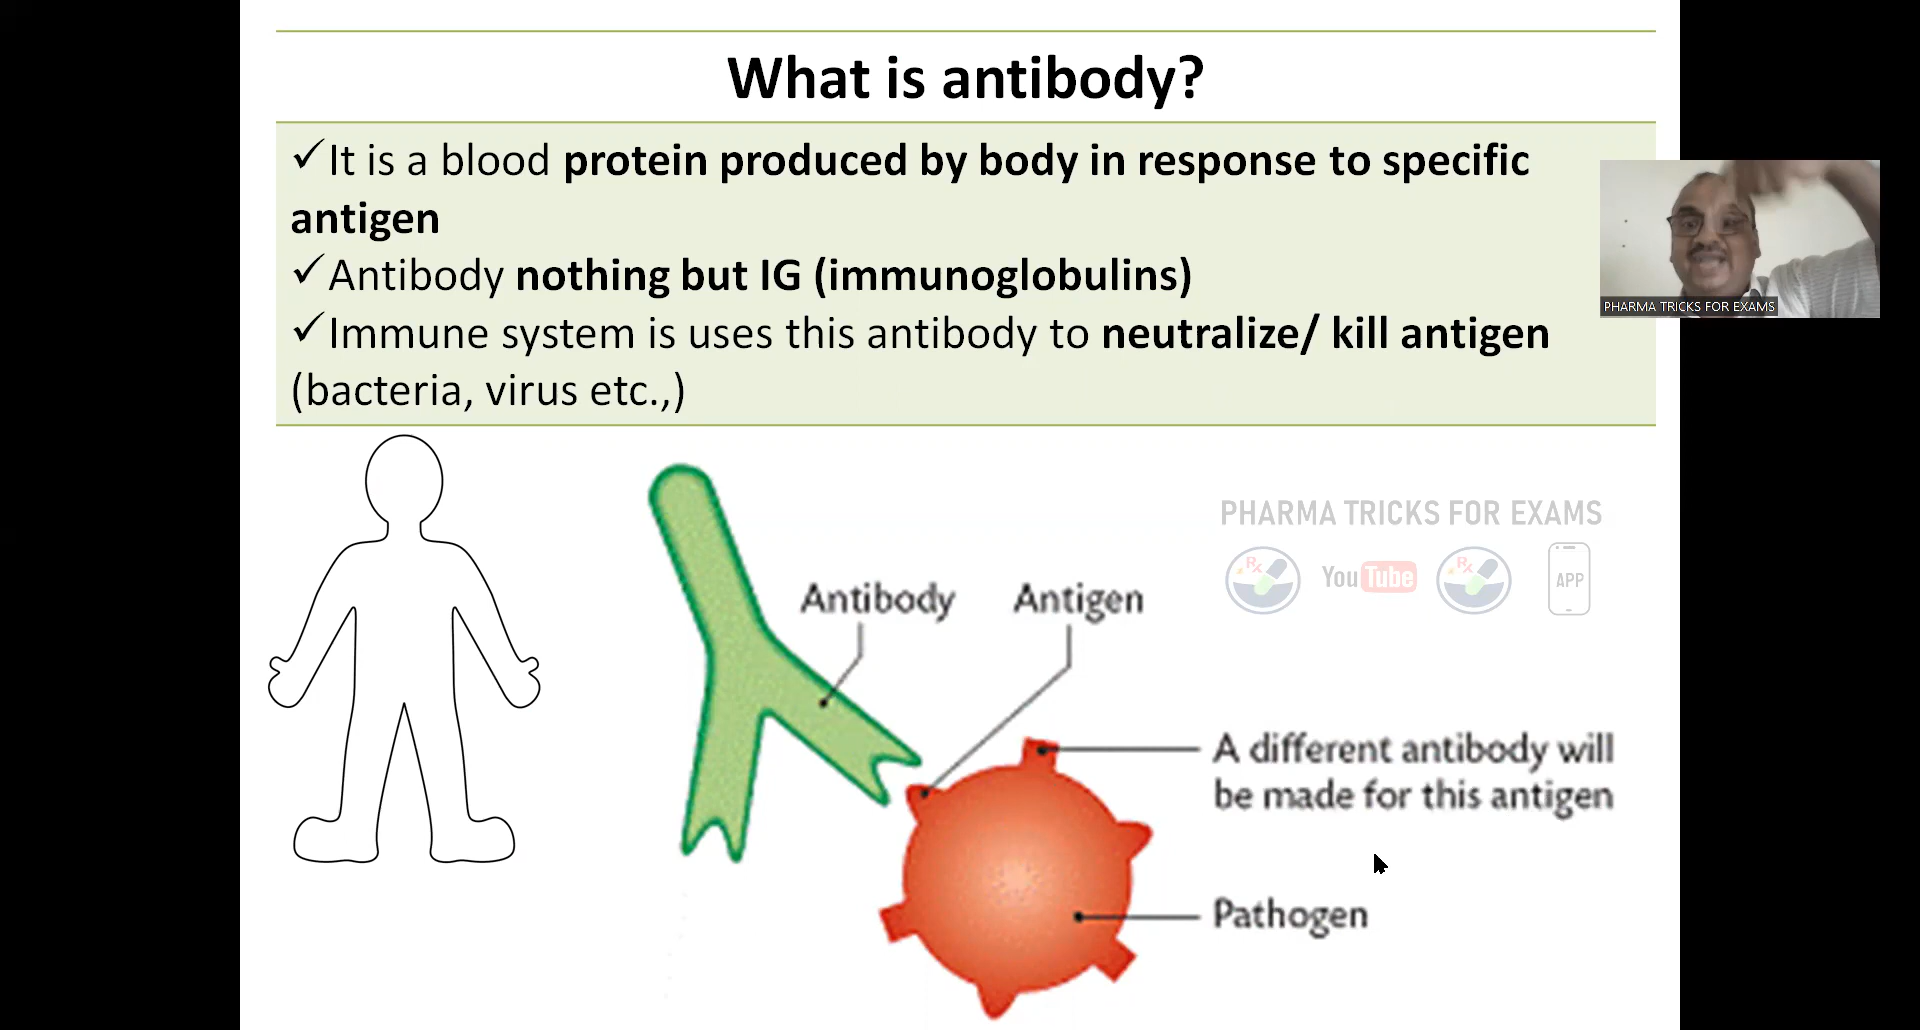 What is antibody?
✓It is a blood protein produced by body in response to specific
antigen
✓Antibody nothing but IG (immunoglobulins)
✓Immune system is uses this antibody to neutralize/ kill antigen
(bacteria, virus etc.,)
PHARMA TRICKS FOR EXAMS
PHARMA TRICKS FOR EXAMS
Rx
YouTube
Rx
APP
Antibody
Antigen
A different antibody will
be made for this antigen
Pathogen